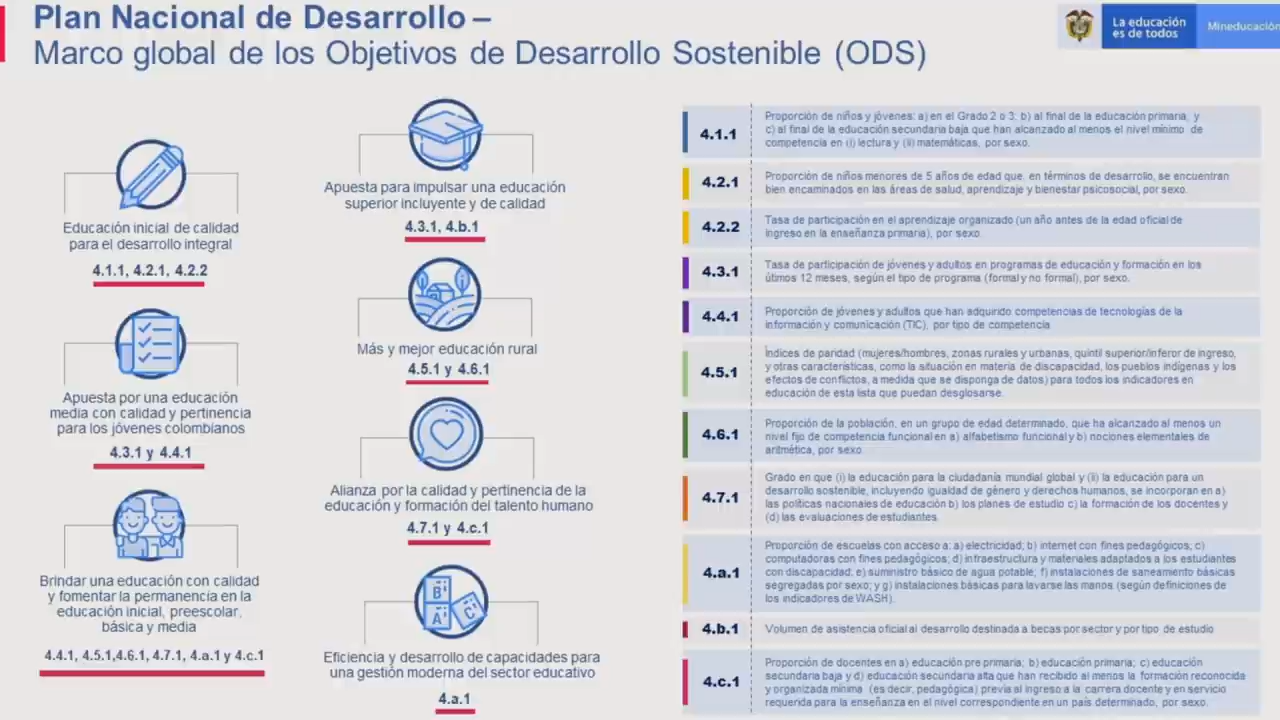 Plan Nacional de Desarrollo –
Marco global de los Objetivos de Desarrollo Sostenible (ODS)
La educación
es de todos
Mineducación
Educación inicial de calidad
para el desarrollo integral
4.1.1, 4.2.1, 4.2.2
Apuesta por una educación
media con calidad y pertinencia
para los jóvenes colombianos
4.3.1 y 4.4.1
Brindar una educación con calidad
y fomentar la permanencia en la
educación inicial, preescolar,
básica y media
4.4.1, 4.5.1,4.6.1, 4.7.1, 4.a.1 y 4.c.1
Apuesta para impulsar una educación
superior incluyente y de calidad
4.3.1, 4.b.1
Más y mejor educación rural
4.5.1 y 4.6.1
Alianza por la calidad y pertinencia de la
educación y formación del talento humano
4.7.1 y 4.c.1
B
A
C
Eficiencia y desarrollo de capacidades para
una gestión moderna del sector educativo
4.a.1
4.1.1
Proporción de niños y jóvenes: a) en el Grado 2 o 3; b) al final de la educación primaria, y
c) al final de la educación secundaria baja que han alcanzado al menos el nivel mínimo de
competencia en (i) lectura y (ii) matemáticas, por sexo.
4.2.1
Proporción de niños menores de 5 años de edad que, en términos de desarrollo, se encuentran
bien encaminados en las áreas de salud, aprendizaje y bienestar psicosocial, por sexo.
4.2.2
Tasa de participación en el aprendizaje organizado (un año antes de la edad oficial de
ingreso en la enseñanza primaria), por sexo.
4.3.1
Tasa de participación de jóvenes y adultos en programas de educación y formación en los
útimos 12 meses, según el tipo de programa (formal y no formal), por sexo.
4.4.1
Proporción de jóvenes y adultos que han adquirido competencias de tecnologías de la
información y comunicación (TIC), por tipo de competencia
4.5.1
Índices de paridad (mujeres/hombres, zonas rurales y urbanas, quintil superior/inferor de ingreso,
y otras características, como la situación en materia de discapacidad, los pueblos indígenas y los
efectos de conflictos, a medida que se disponga de datos) para todos los indicadores en
educación de esta lista que puedan desglosarse.
4.6.1
Proporción de la población, en un grupo de edad determinado, que ha alcanzado al menos un
nivel fijo de competencia funcional en a) alfabetismo funcional y b) nociones elementales de
aritmética, por sexo.
4.7.1
Grado en que (i) la educación para la ciudadanía mundial global y (ii) la educación para un
desarrollo sostenible, incluyendo igualdad de género y derechos humanos, se incorporan en a)
las políticas nacionales de educación b) los planes de estudio c) la formación de los docentes y
(d) las evaluaciones de estudiantes.
4.a.1
Proporción de escuelas con acceso a: a) electricidad; b) internet con fines pedagógicos; c)
computadoras con fines pedagógicos; d) infraestructura y materiales adaptados a los estudiantes
con discapacidad; e) suministro básico de agua potable; f) instalaciones de saneamiento básicas
segregadas por sexo; y g) instalaciones básicas para lavarse las manos (según definiciones de
los indicadores de WASH).
4.b.1
Volumen de asistencia oficial al desarrollo destinada a becas por sector y por tipo de estudio
4.c.1
Proporción de docentes en a) educación pre primaria; b) educación primaria; c) educación
secundaria baja y d) educación secundaria alta que han recibido al menos la formación reconocida
y organizada mínima (es decir, pedagógica) previa al ingreso a la carrera docente y en servicio
requerida para la enseñanza en el nivel correspondiente en un país determinado, por sexo.